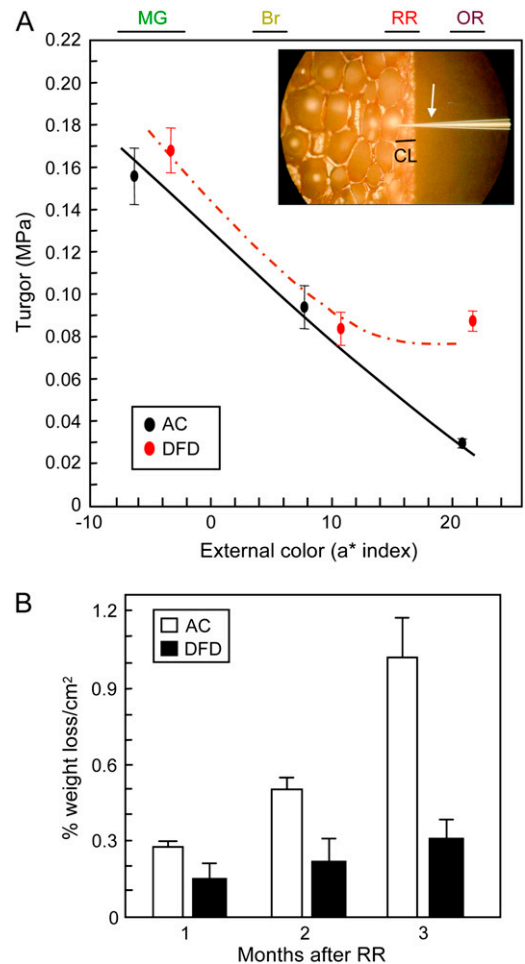 A
MG Br RR OR
0.22
0.20
0.18
0.16
0.14
0.12
0.10
0.08
0.06
0.04
0.02
0
Turgor (MPa)
CL
AC
DFD
-10 0 10 20
External color (a* index)
B
1.2
0.9
0.6
0.3
0
% weight loss/cm²
AC
DFD
1 2 3
Months after RR